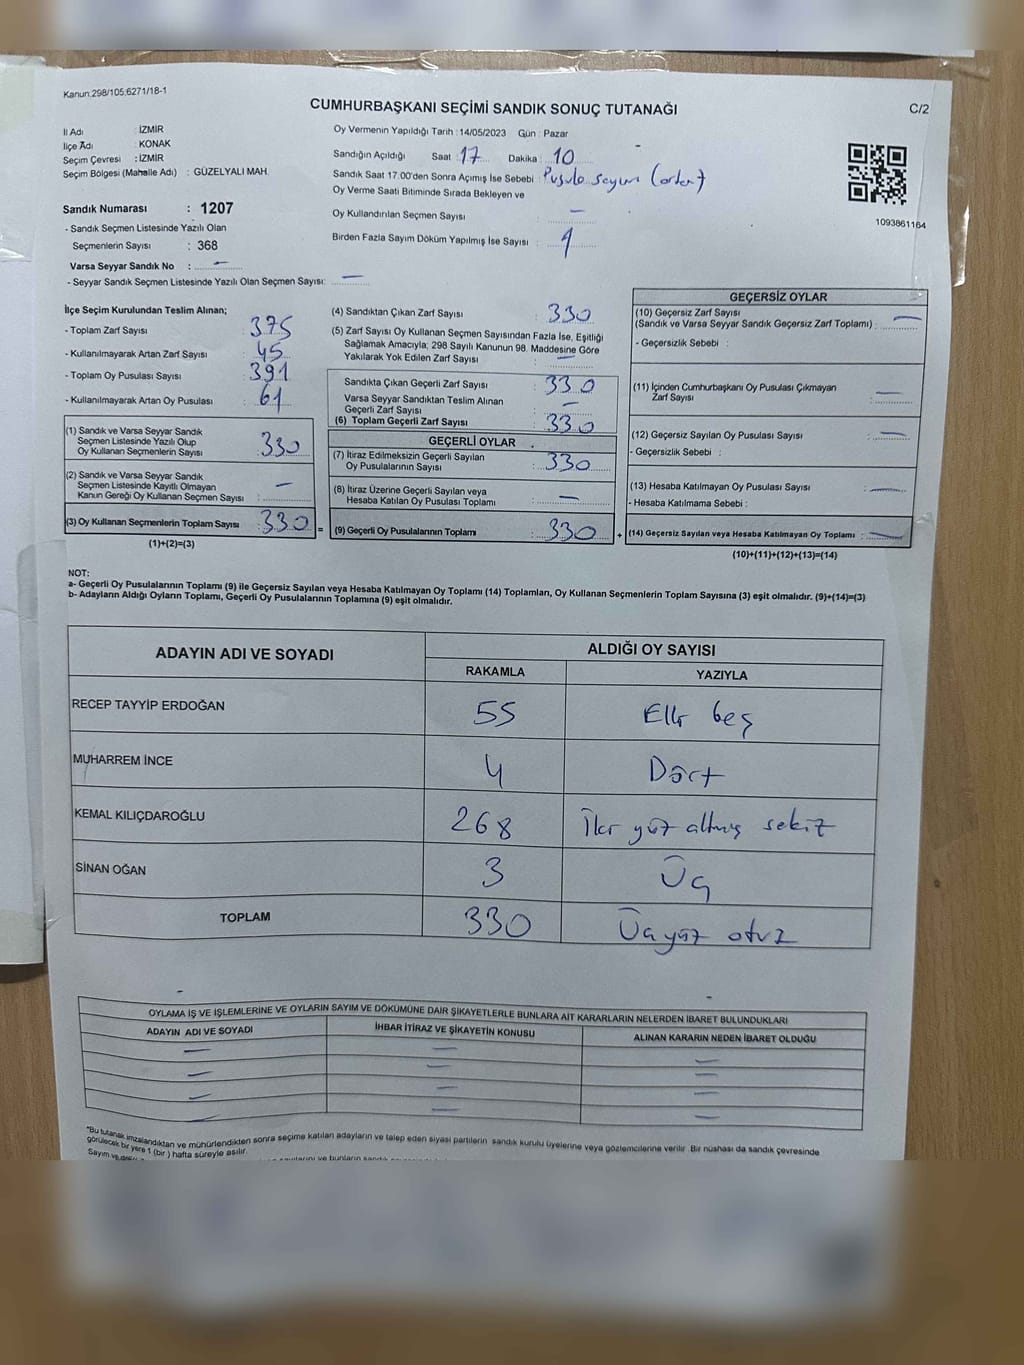 Kanun:298/105;6271/18-1
CUMHURBAŞKANI SEÇİMİ SANDIK SONUÇ TUTANAĞI
C/2
İl Adı : İZMİR
İlçe Adı : KONAK
Seçim Çevresi : İZMİR
Seçim Bölgesi (Mahalle Adı) : GÜZELYALI MAH.
Sandık Numarası : 1207
- Sandık Seçmen Listesinde Yazılı Olan
Seçmenlerin Sayısı : 368
Varsa Seyyar Sandık No : —
- Seyyar Sandık Seçmen Listesinde Yazılı Olan Seçmen Sayısı: —
Oy Vermenin Yapıldığı Tarih : 14/05/2023 Gün : Pazar
Sandığın Açıldığı Saat 17 Dakika : 10
Sandık Saat 17:00'den Sonra Açımış İse Sebebi : Pusula sayımı
Oy Verme Saati Bitiminde Sırada Bekleyen ve
Oy Kullandırılan Seçmen Sayısı : —
Birden Fazla Sayım Döküm Yapılmış İse Sayısı : 1
1093861164
İlçe Seçim Kurulundan Teslim Alınan;
- Toplam Zarf Sayısı : 375
- Kullanılmayarak Artan Zarf Sayısı : 45
- Toplam Oy Pusulası Sayısı : 391
- Kullanılmayarak Artan Oy Pusulası : 61
(1) Sandık ve Varsa Seyyar Sandık
Seçmen Listesinde Yazılı Olup
Oy Kullanan Seçmenlerin Sayısı : 330
(2) Sandık ve Varsa Seyyar Sandık
Seçmen Listesinde Kayıtlı Olmayan
Kanun Gereği Oy Kullanan Seçmen Sayısı : —
(3) Oy Kullanan Seçmenlerin Toplam Sayısı : 330 =
(1)+(2)=(3)
(4) Sandıktan Çıkan Zarf Sayısı : 330
(5) Zarf Sayısı Oy Kullanan Seçmen Sayısından Fazla İse, Eşitliği
Sağlamak Amacıyla; 298 Sayılı Kanunun 98. Maddesine Göre
Yakılarak Yok Edilen Zarf Sayısı : —
Sandıkta Çıkan Geçerli Zarf Sayısı : 330
Varsa Seyyar Sandıktan Teslim Alınan
Geçerli Zarf Sayısı : —
(6) Toplam Geçerli Zarf Sayısı : 330
GEÇERLİ OYLAR
(7) İtiraz Edilmeksizin Geçerli Sayılan
Oy Pusulalarının Sayısı : 330
(8) İtiraz Üzerine Geçerli Sayılan veya
Hesaba Katılan Oy Pusulası Toplamı : —
(9) Geçerli Oy Pusulalarının Toplamı : 330 +
GEÇERSİZ OYLAR
(10) Geçersiz Zarf Sayısı
(Sandık ve Varsa Seyyar Sandık Geçersiz Zarf Toplamı) : —
- Geçersizlik Sebebi :
(11) İçinden Cumhurbaşkanı Oy Pusulası Çıkmayan
Zarf Sayısı : —
(12) Geçersiz Sayılan Oy Pusulası Sayısı : —
- Geçersizlik Sebebi :
(13) Hesaba Katılmayan Oy Pusulası Sayısı : —
- Hesaba Katılmama Sebebi :
(14) Geçersiz Sayılan veya Hesaba Katılmayan Oy Toplamı : —
(10)+(11)+(12)+(13)=(14)
NOT:
a- Geçerli Oy Pusulalarının Toplamı (9) ile Geçersiz Sayılan veya Hesaba Katılmayan Oy Toplamı (14) Toplamları, Oy Kullanan Seçmenlerin Toplam Sayısına (3) eşit olmalıdır. (9)+(14)=(3)
b- Adayların Aldığı Oyların Toplamı, Geçerli Oy Pusulalarının Toplamına (9) eşit olmalıdır.
ADAYIN ADI VE SOYADI ALDIĞI OY SAYISI
RAKAMLA YAZIYLA
RECEP TAYYİP ERDOĞAN 55 Elli beş
MUHARREM İNCE 4 Dört
KEMAL KILIÇDAROĞLU 268 İki yüz altmış sekiz
SİNAN OĞAN 3 Üç
TOPLAM 330 Üçyüz otuz
OYLAMA İŞ VE İŞLEMLERİNE VE OYLARIN SAYIM VE DÖKÜMÜNE DAİR ŞİKAYETLERLE BUNLARA AİT KARARLARIN NELERDEN İBARET BULUNDUKLARI
ADAYIN ADI VE SOYADI İHBAR İTİRAZ VE ŞİKAYETİN KONUSU ALINAN KARARIN NEDEN İBARET OLDUĞU
— — —
— — —
— — —
— — —
*Bu tutanak imzalandıktan ve mühürlendikten sonra seçime katılan adayların ve talep eden siyasi partilerin sandık kurulu üyelerine veya gözlemcilerine verilir. Bir nüshası da sandık çevresinde
görülecek bir yere 1 (bir ) hafta süreyle asılır.